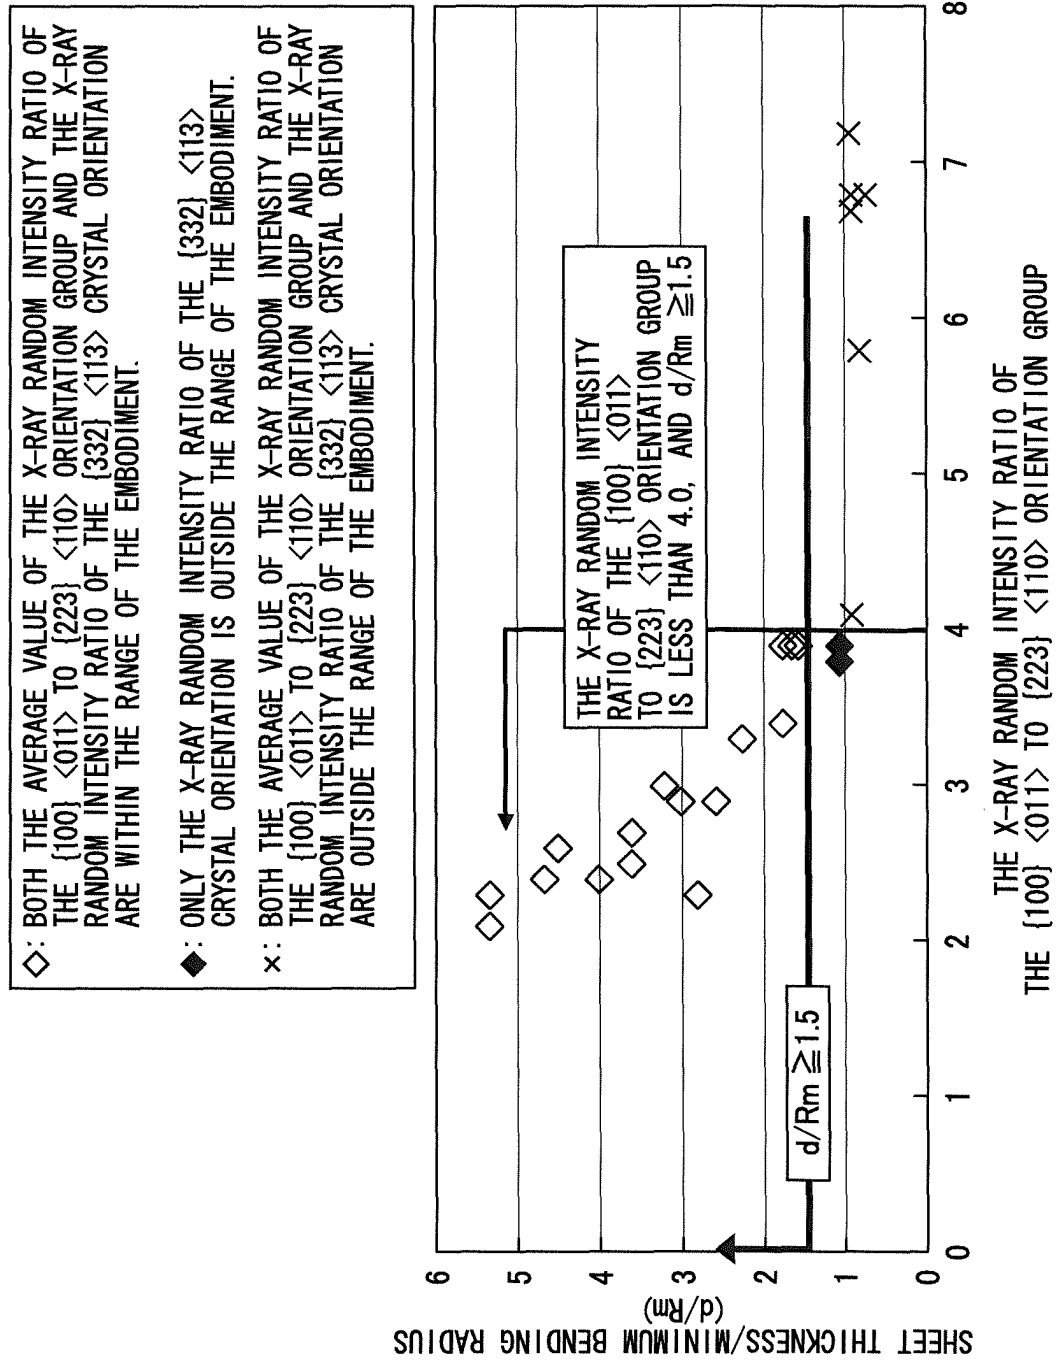 ◇: BOTH THE AVERAGE VALUE OF THE X-RAY RANDOM INTENSITY RATIO OF
THE {100} <011> TO {223} <110> ORIENTATION GROUP AND THE X-RAY
RANDOM INTENSITY RATIO OF THE {332} <113> CRYSTAL ORIENTATION
ARE WITHIN THE RANGE OF THE EMBODIMENT.
◆: ONLY THE X-RAY RANDOM INTENSITY RATIO OF THE {332} <113>
CRYSTAL ORIENTATION IS OUTSIDE THE RANGE OF THE EMBODIMENT.
×: BOTH THE AVERAGE VALUE OF THE X-RAY RANDOM INTENSITY RATIO OF
THE {100} <011> TO {223} <110> ORIENTATION GROUP AND THE X-RAY
RANDOM INTENSITY RATIO OF THE {332} <113> CRYSTAL ORIENTATION
ARE OUTSIDE THE RANGE OF THE EMBODIMENT.
SHEET THICKNESS/MINIMUM BENDING RADIUS
(d/Rm)
6
5
4
3
2
1
0
THE X-RAY RANDOM INTENSITY
RATIO OF THE {100} <011>
TO {223} <110> ORIENTATION GROUP
IS LESS THAN 4.0, AND d/Rm ≧1.5
d/Rm ≧1.5
0 1 2 3 4 5 6 7 8
THE X-RAY RANDOM INTENSITY RATIO OF
THE {100} <011> TO {223} <110> ORIENTATION GROUP